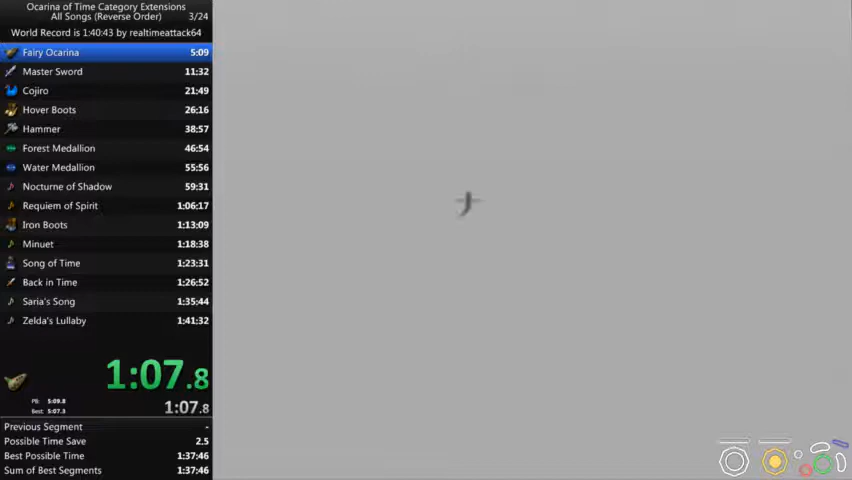 Ocarina of Time Category Extensions
All Songs (Reverse Order) 3/24
World Record is 1:40:43 by realtimeattack64
Fairy Ocarina 5:09
Master Sword 11:32
Cojiro 21:49
Hover Boots 26:16
Hammer 38:57
Forest Medallion 46:54
Water Medallion 55:56
Nocturne of Shadow 59:31
Requiem of Spirit 1:06:17
Iron Boots 1:13:09
Minuet 1:18:38
Song of Time 1:23:31
Back in Time 1:26:52
Saria's Song 1:35:44
Zelda's Lullaby 1:41:32
1:07.8
PB: 5:09.8
Best: 5:07.3
1:07.8
Previous Segment -
Possible Time Save 2.5
Best Possible Time 1:37:46
Sum of Best Segments 1:37:46